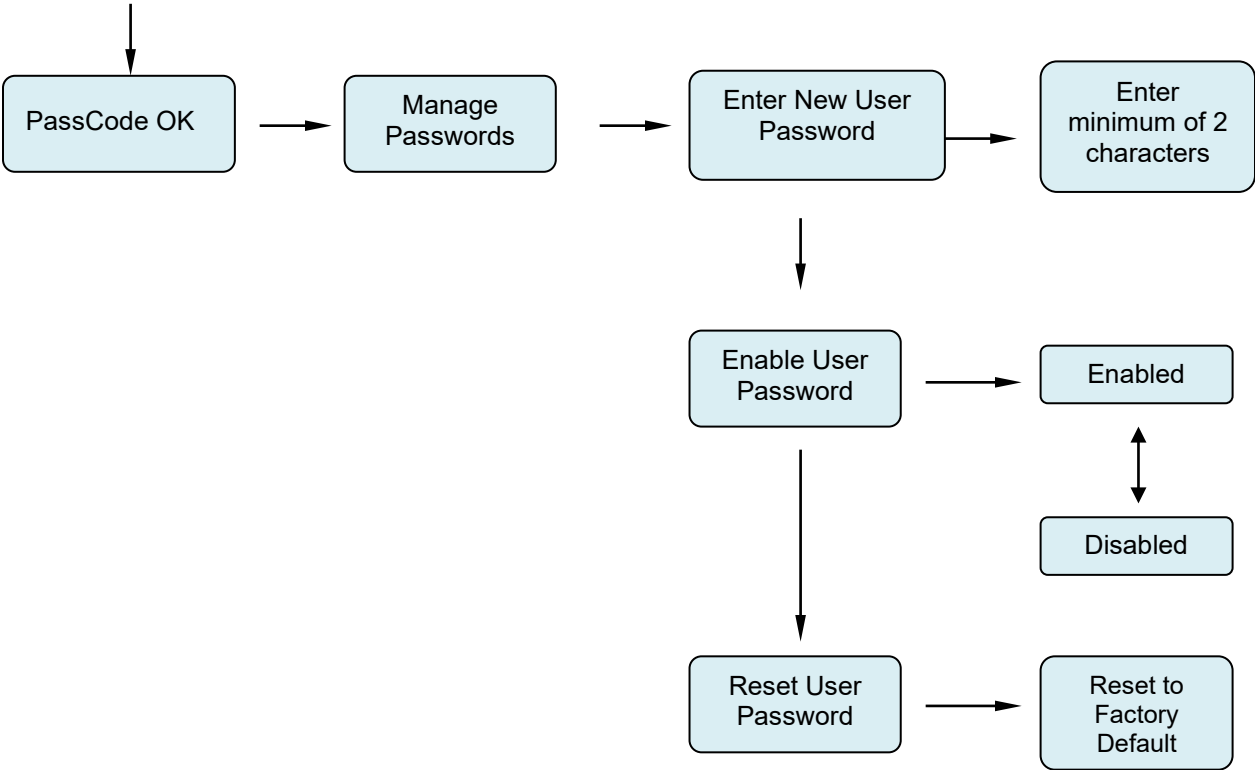 PassCode OK
Manage
Passwords
Enter New User
Password
Enter
minimum of 2
characters
Enable User
Password
Enabled
Disabled
Reset User
Password
Reset to
Factory
Default